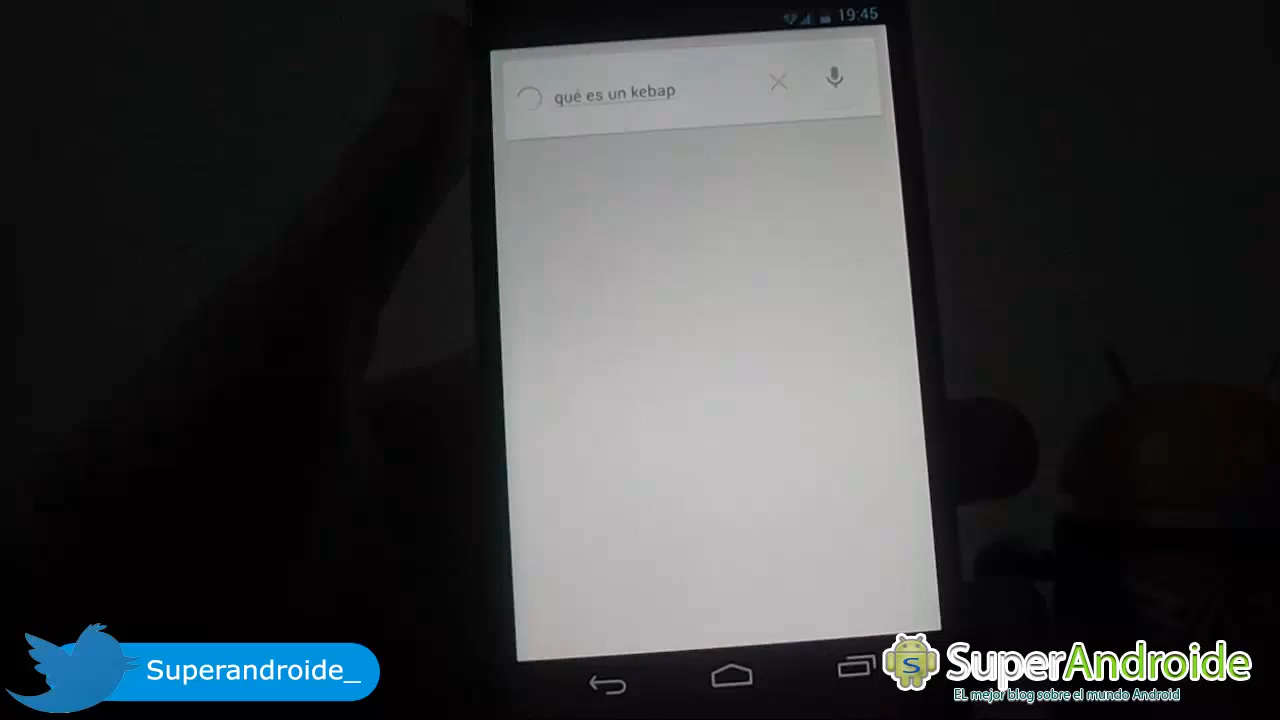 19:45
qué es un kebap
Superandroide_
S
SuperAndroide
EL mejor blog sobre el mundo Android